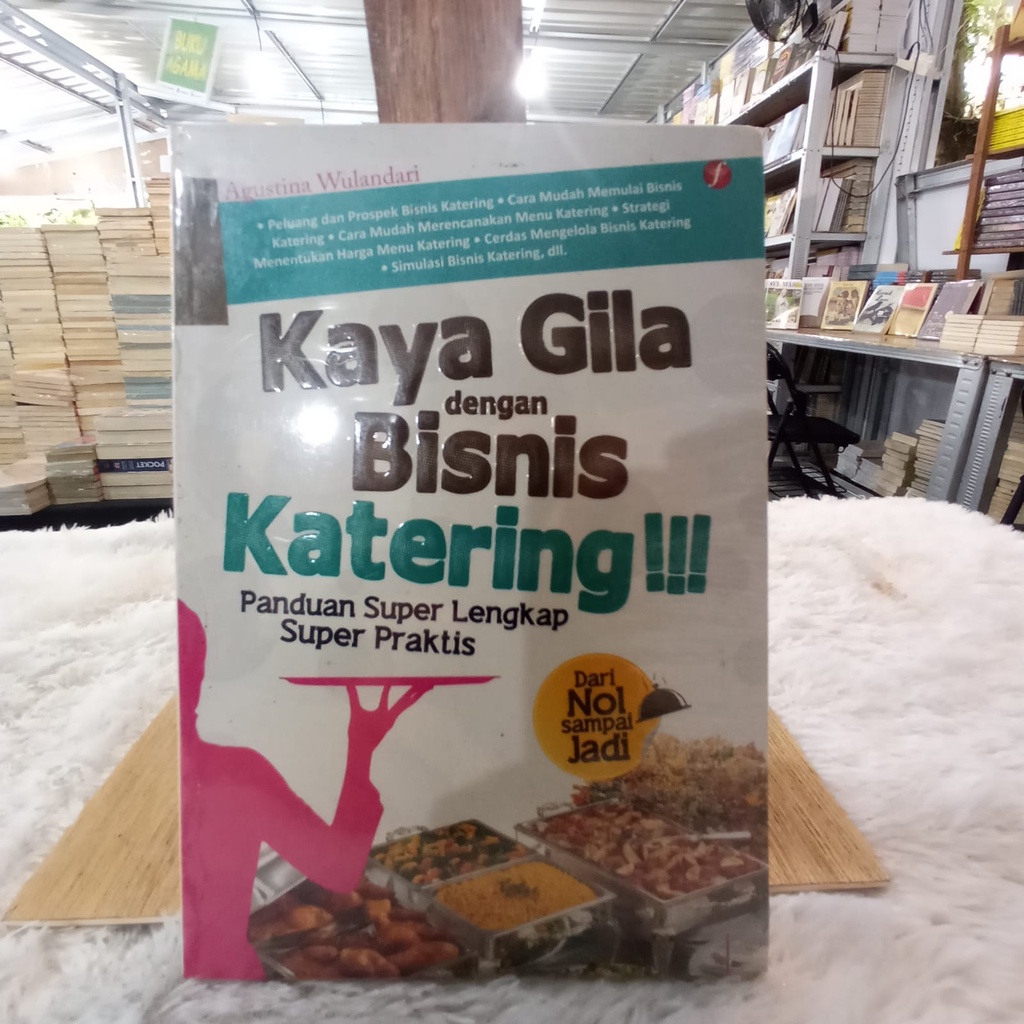 BUKU
AGAMA
Agustina Wulandari
• Peluang dan Prospek Bisnis Katering • Cara Mudah Memulai Bisnis
Katering • Cara Mudah Merencanakan Menu Katering • Strategi
Menentukan Harga Menu Katering • Cerdas Mengelola Bisnis Katering
• Simulasi Bisnis Katering, dll.
f
Kaya Gila
dengan
Bisnis
Katering!!!
Panduan Super Lengkap
Super Praktis
Dari
Nol
sampai
Jadi
POCKET